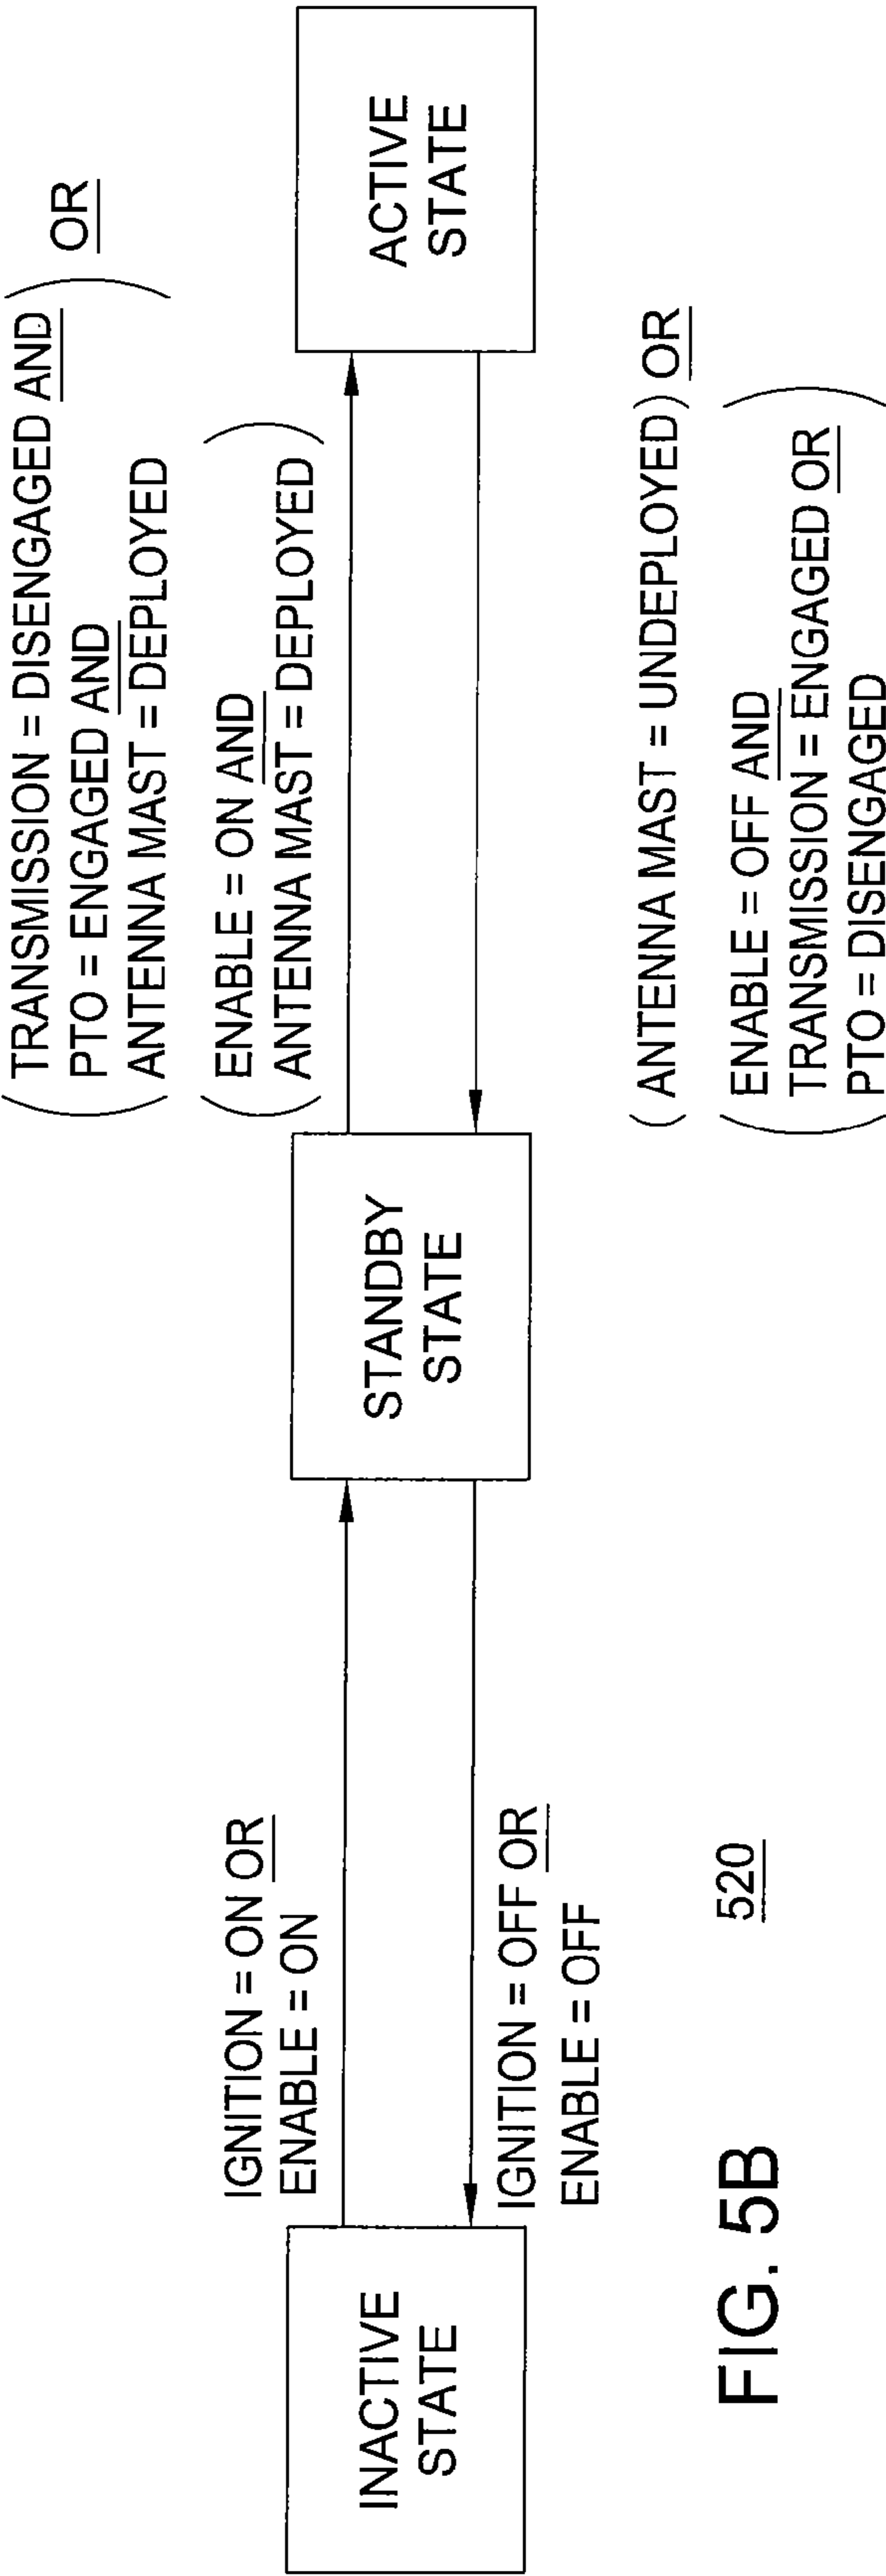 ( TRANSMISSION = DISENGAGED AND
PTO = ENGAGED AND
ANTENNA MAST = DEPLOYED ) OR
( ENABLE = ON AND
ANTENNA MAST = DEPLOYED )
IGNITION = ON OR
ENABLE = ON
INACTIVE
STATE
STANDBY
STATE
ACTIVE
STATE
IGNITION = OFF OR
ENABLE = OFF
( ANTENNA MAST = UNDEPLOYED ) OR
( ENABLE = OFF AND
TRANSMISSION = ENGAGED OR
PTO = DISENGAGED )
520
FIG. 5B